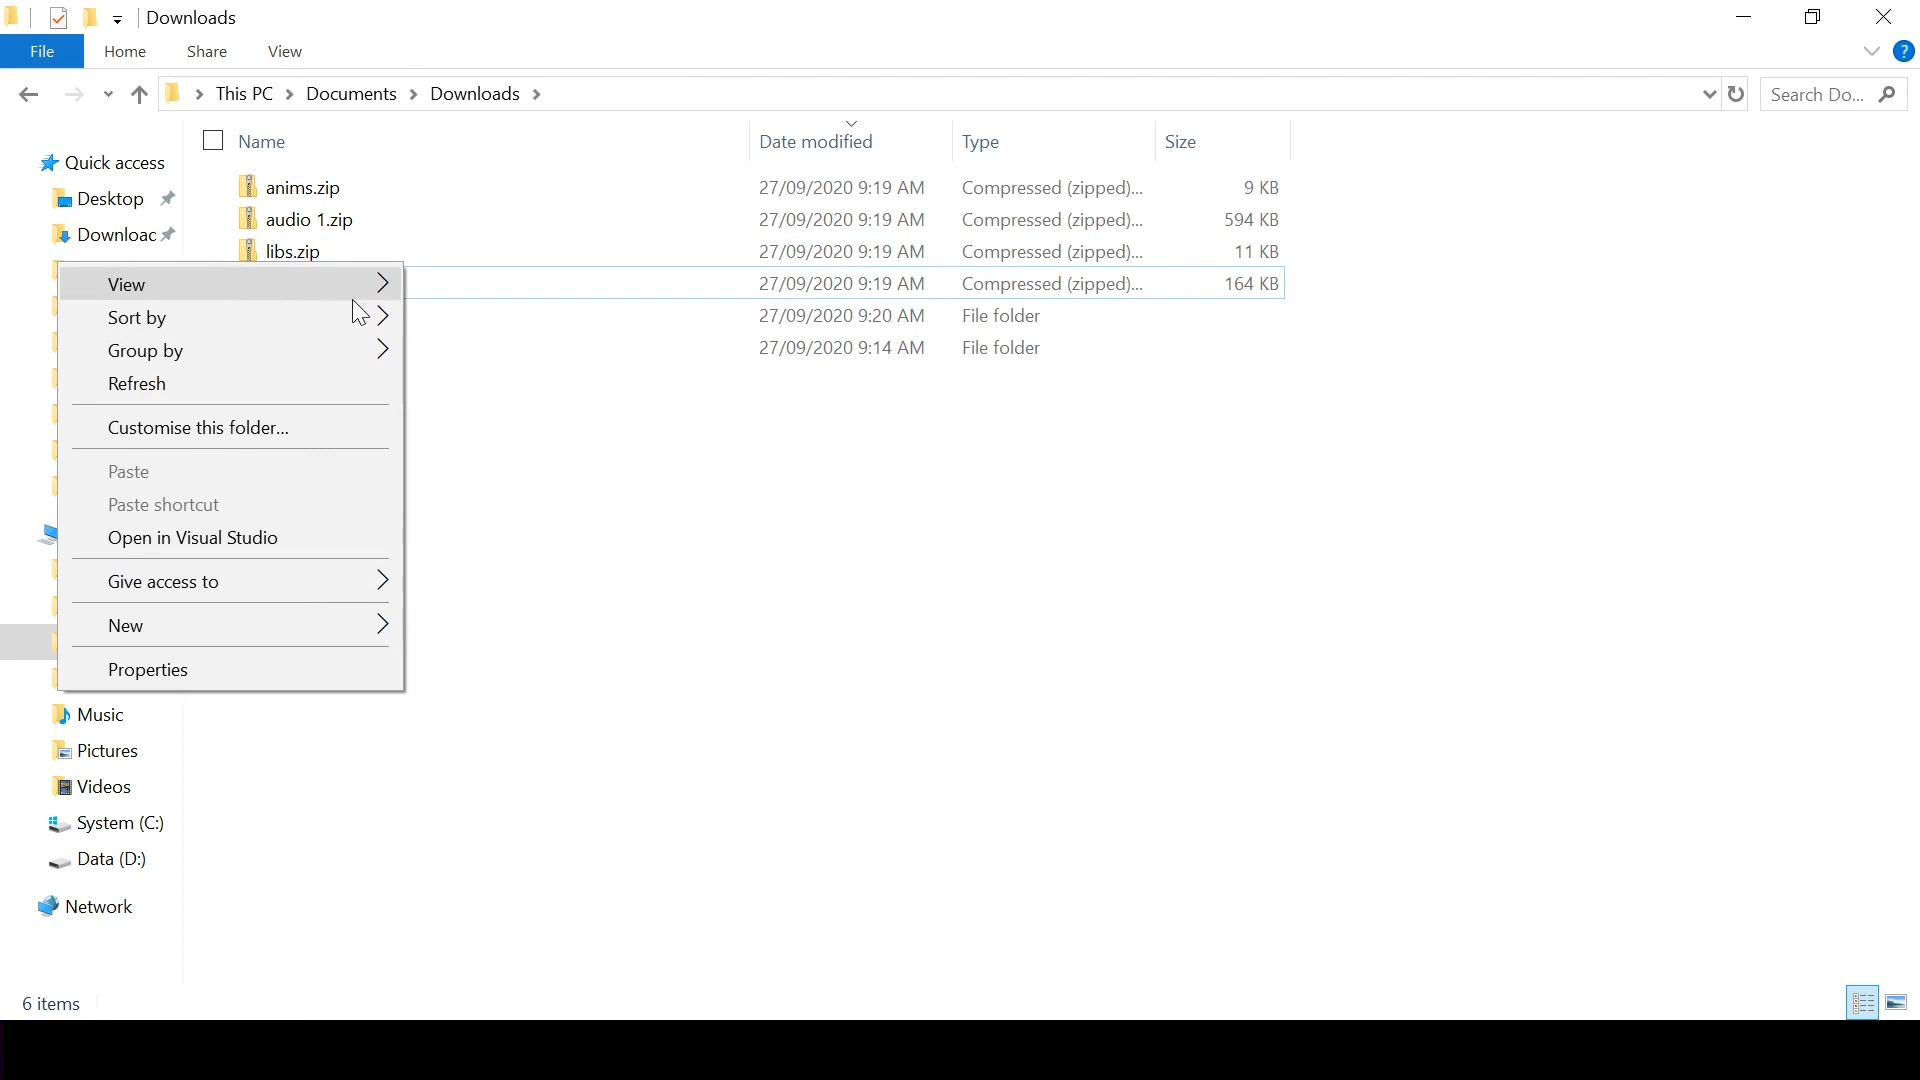 Downloads
File Home Share View
This PC Documents Downloads Search Do...
Name Date modified Type Size
Quick access
Desktop
Downloac
anims.zip 27/09/2020 9:19 AM Compressed (zipped)... 9 KB
audio 1.zip 27/09/2020 9:19 AM Compressed (zipped)... 594 KB
libs.zip 27/09/2020 9:19 AM Compressed (zipped)... 11 KB
27/09/2020 9:19 AM Compressed (zipped)... 164 KB
27/09/2020 9:20 AM File folder
27/09/2020 9:14 AM File folder
View
Sort by
Group by
Refresh
Customise this folder...
Paste
Paste shortcut
Open in Visual Studio
Give access to
New
Properties
Music
Pictures
Videos
System (C:)
Data (D:)
Network
6 items